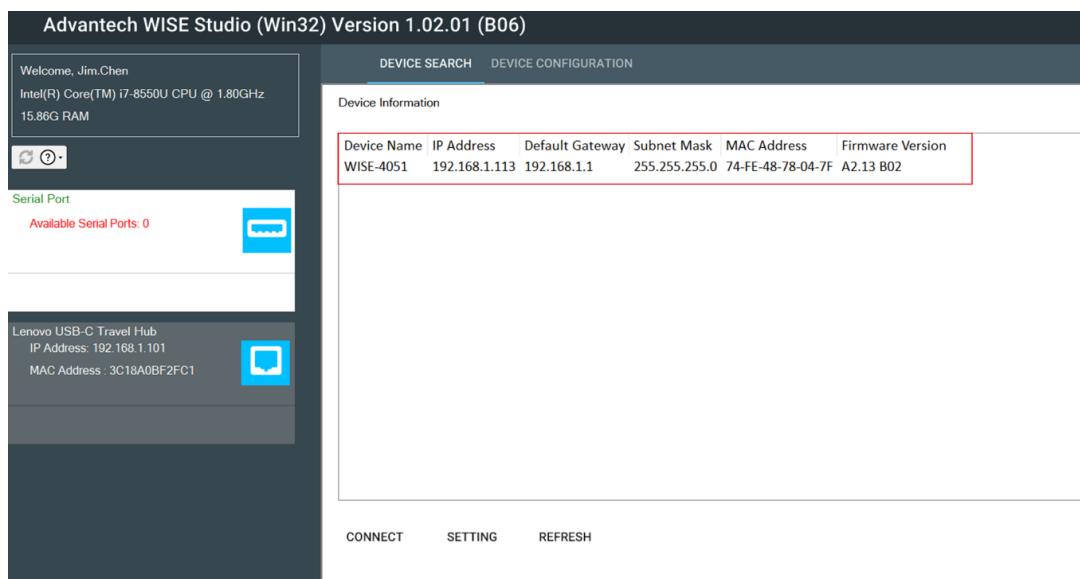 Advantech WISE Studio (Win32) Version 1.02.01 (B06)
Welcome, Jim.Chen
Intel(R) Core(TM) i7-8550U CPU @ 1.80GHz
15.86G RAM
Serial Port
Available Serial Ports: 0
Lenovo USB-C Travel Hub
IP Address: 192.168.1.101
MAC Address : 3C18A0BF2FC1
DEVICE SEARCH DEVICE CONFIGURATION
Device Information
Device Name IP Address Default Gateway Subnet Mask MAC Address Firmware Version
WISE-4051 192.168.1.113 192.168.1.1 255.255.255.0 74-FE-48-78-04-7F A2.13 B02
CONNECT SETTING REFRESH